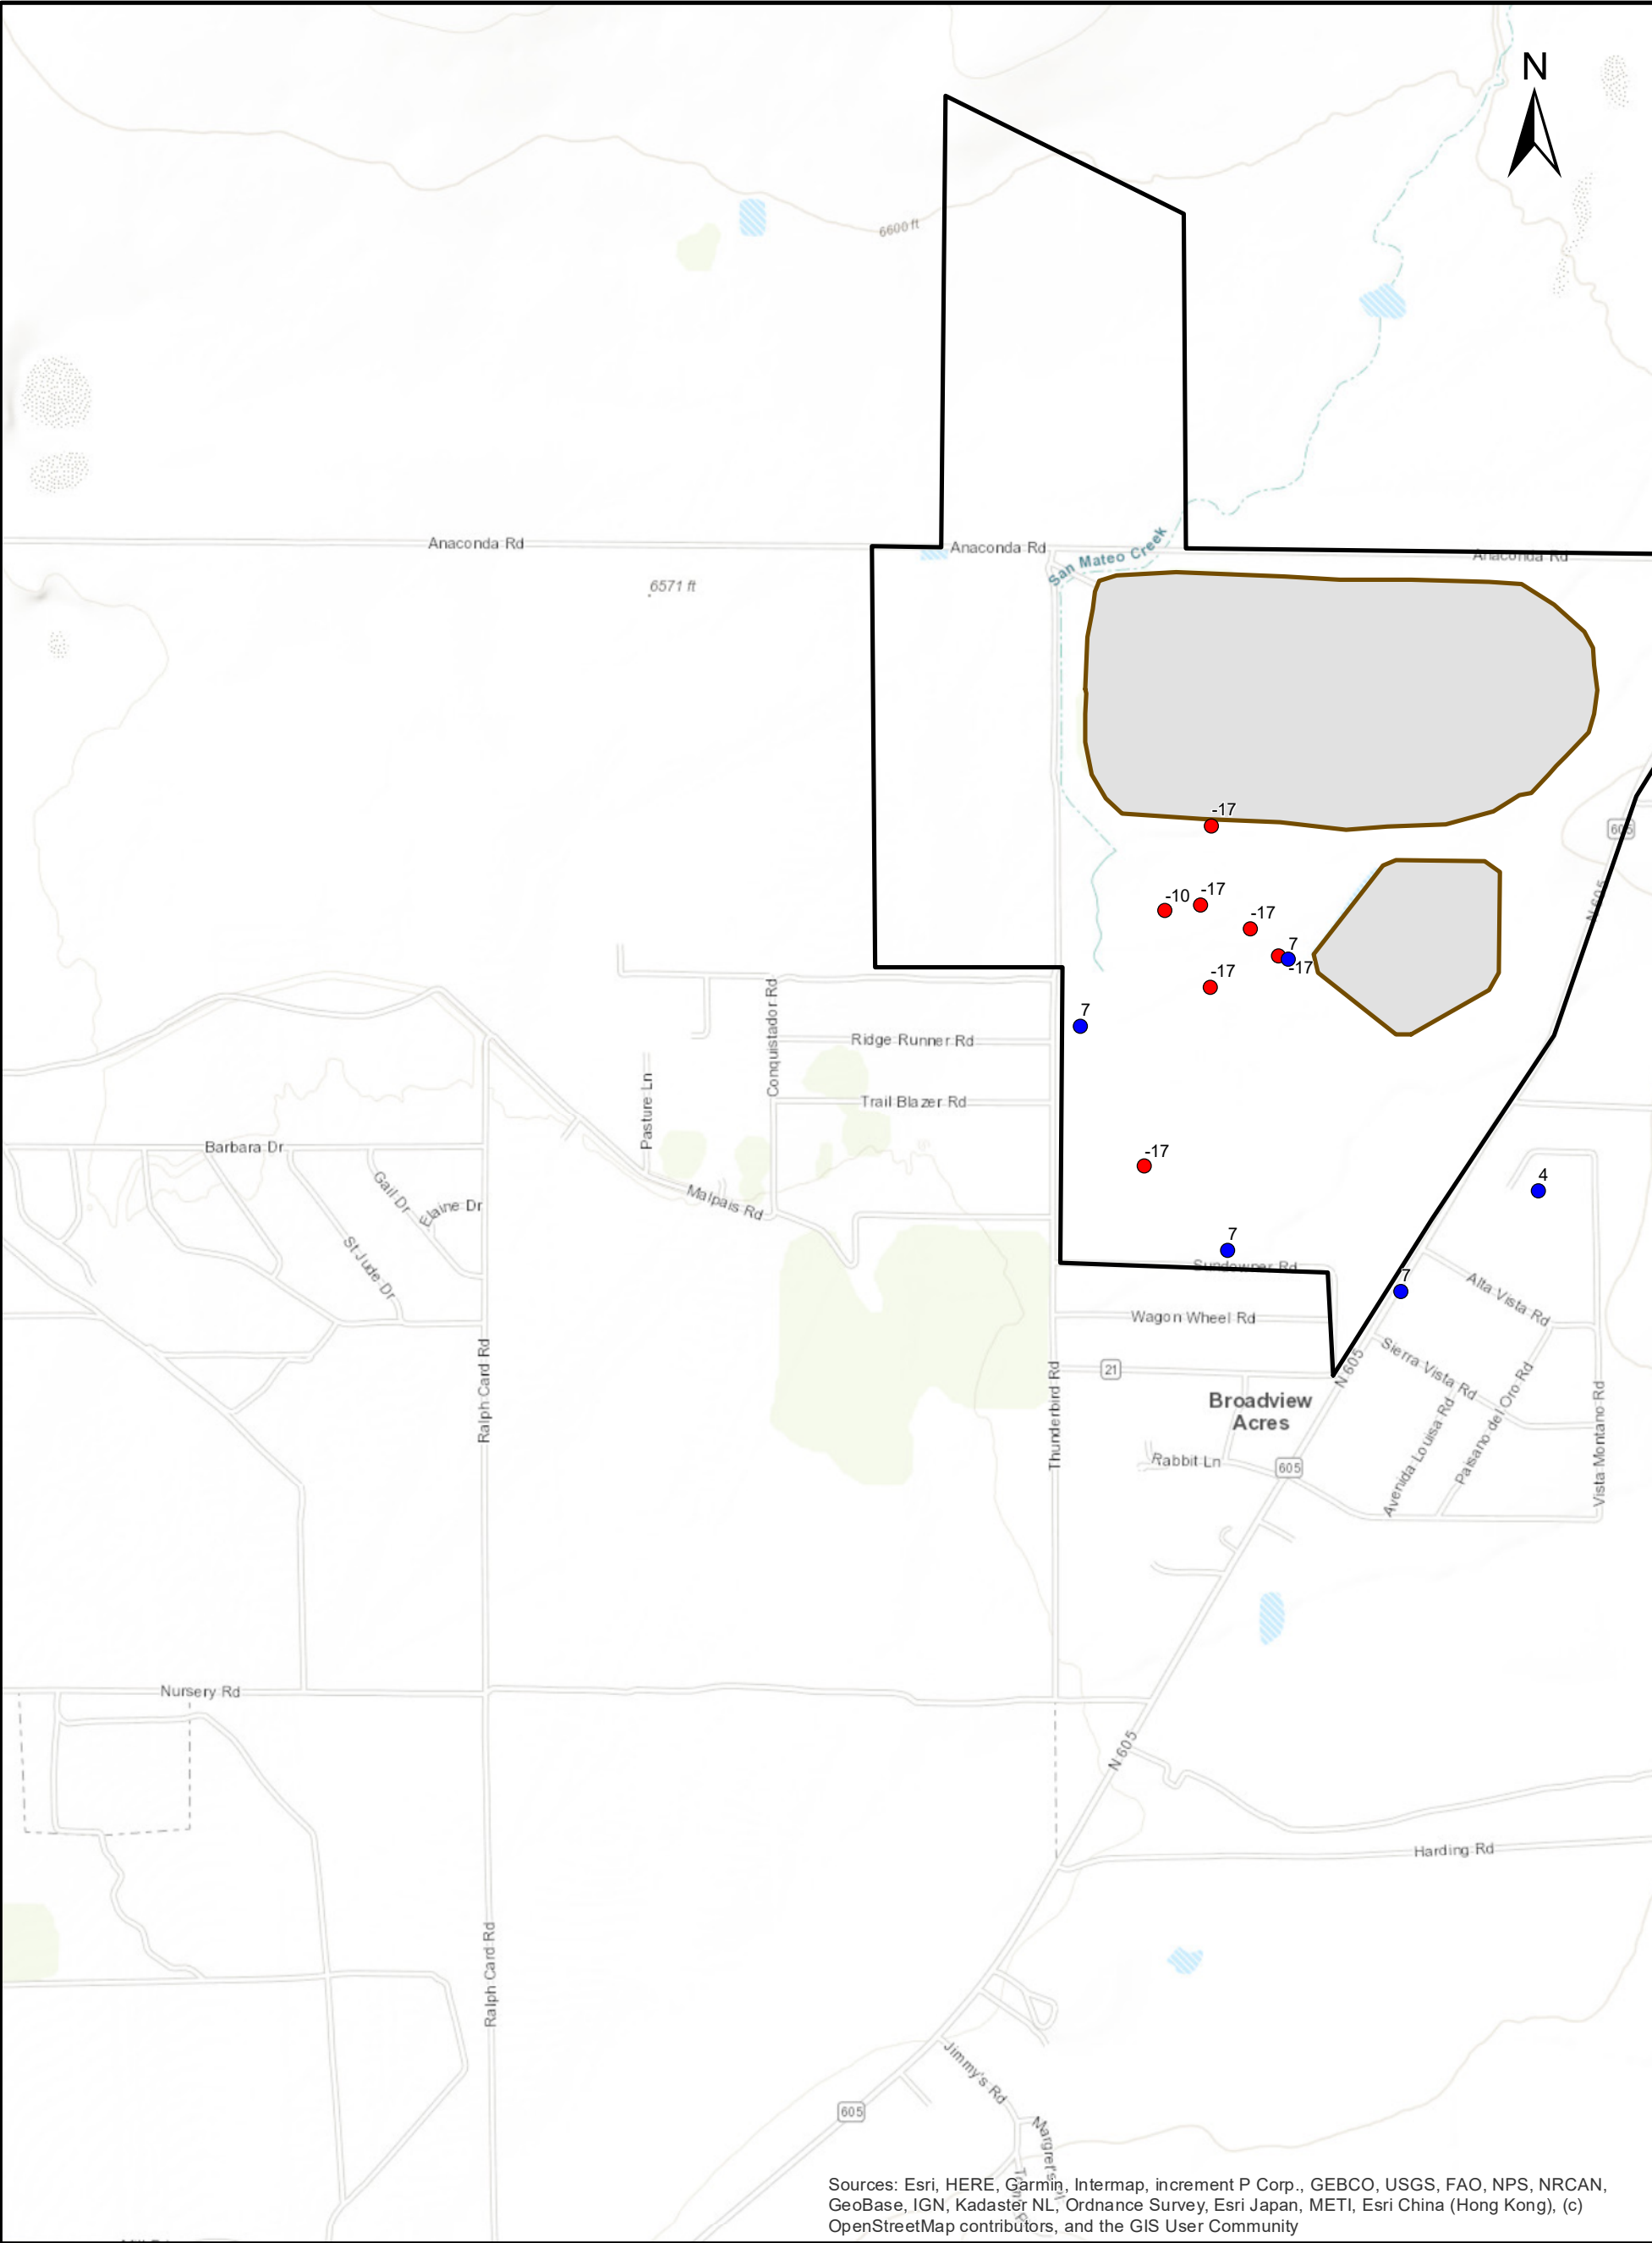 N
6600 ft
Anaconda Rd
Anaconda Rd
San Mateo Creek
Anaconda Rd
6571 ft
-17
605
N 605
-10
-17
-17
7
-17
-17
7
Conquistador Rd
Ridge Runner Rd
Pasture Ln
Trail Blazer Rd
Barbara Dr
Gail Dr
Elaine Dr
Malpais Rd
-17
4
St Jude Dr
7
Sundowner Rd
7
Alta Vista Rd
Wagon Wheel Rd
Sierra Vista Rd
21
N 605
Ralph Card Rd
Thunderbird Rd
Broadview
Acres
Avenida Louisa Rd
Paisano del Oro Rd
Vista Montano Rd
Rabbit Ln
605
Nursery Rd
N 605
Harding Rd
Ralph Card Rd
Jimmy's Rd
605
Sources: Esri, HERE, Garmin, Intermap, increment P Corp., GEBCO, USGS, FAO, NPS, NRCAN,
GeoBase, IGN, Kadaster NL, Ordnance Survey, Esri Japan, METI, Esri China (Hong Kong), (c)
OpenStreetMap contributors, and the GIS User Community